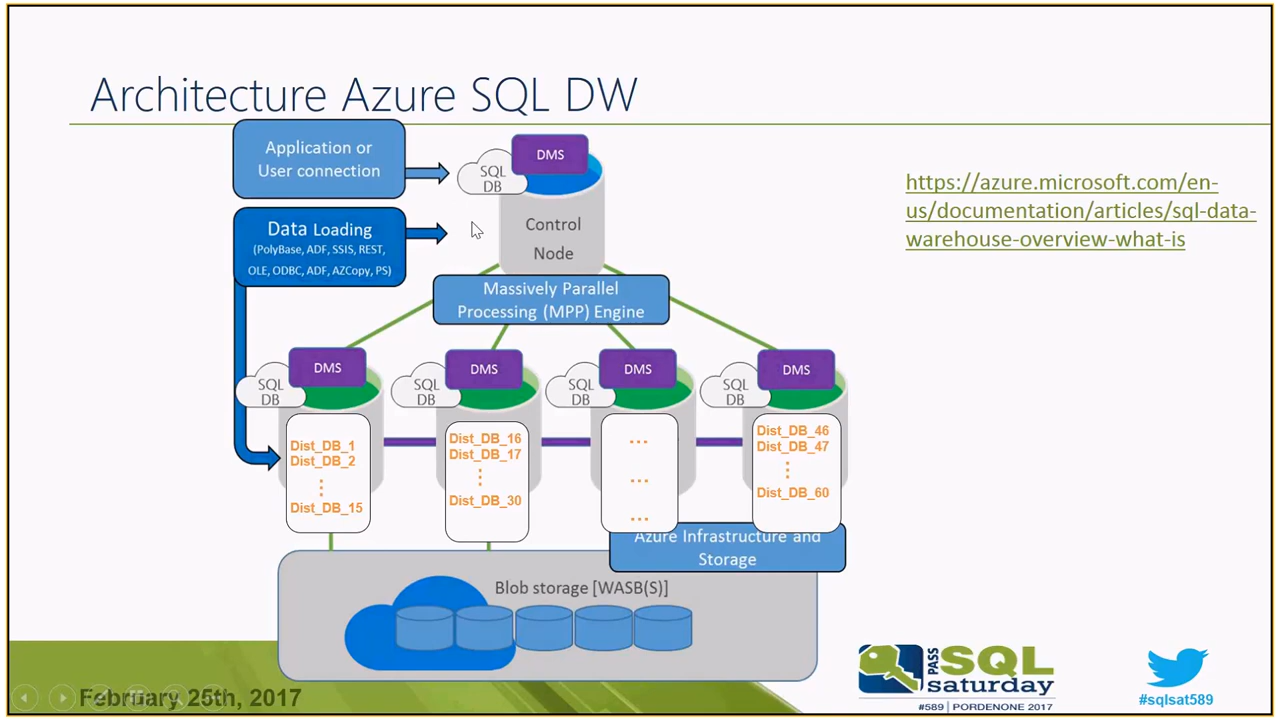 Architecture Azure SQL DW
Application or
User connection
Data Loading
(PolyBase, ADF, SSIS, REST,
OLE, ODBC, ADF, AZCopy, PS)
DMS
SQL
DB
Control
Node
https://azure.microsoft.com/en-
us/documentation/articles/sql-data-
warehouse-overview-what-is
Massively Parallel
Processing (MPP) Engine
DMS
SQL
DB
Dist_DB_1
Dist_DB_2
⋮
Dist_DB_15
DMS
SQL
DB
Dist_DB_16
Dist_DB_17
⋮
Dist_DB_30
DMS
SQL
DB
...
...
...
DMS
SQL
DB
Dist_DB_46
Dist_DB_47
⋮
Dist_DB_60
Azure Infrastructure and
Storage
Blob storage [WASB(S)]
February 25th, 2017
PASS
SQL
saturday
#589 | PORDENONE 2017
#sqlsat589